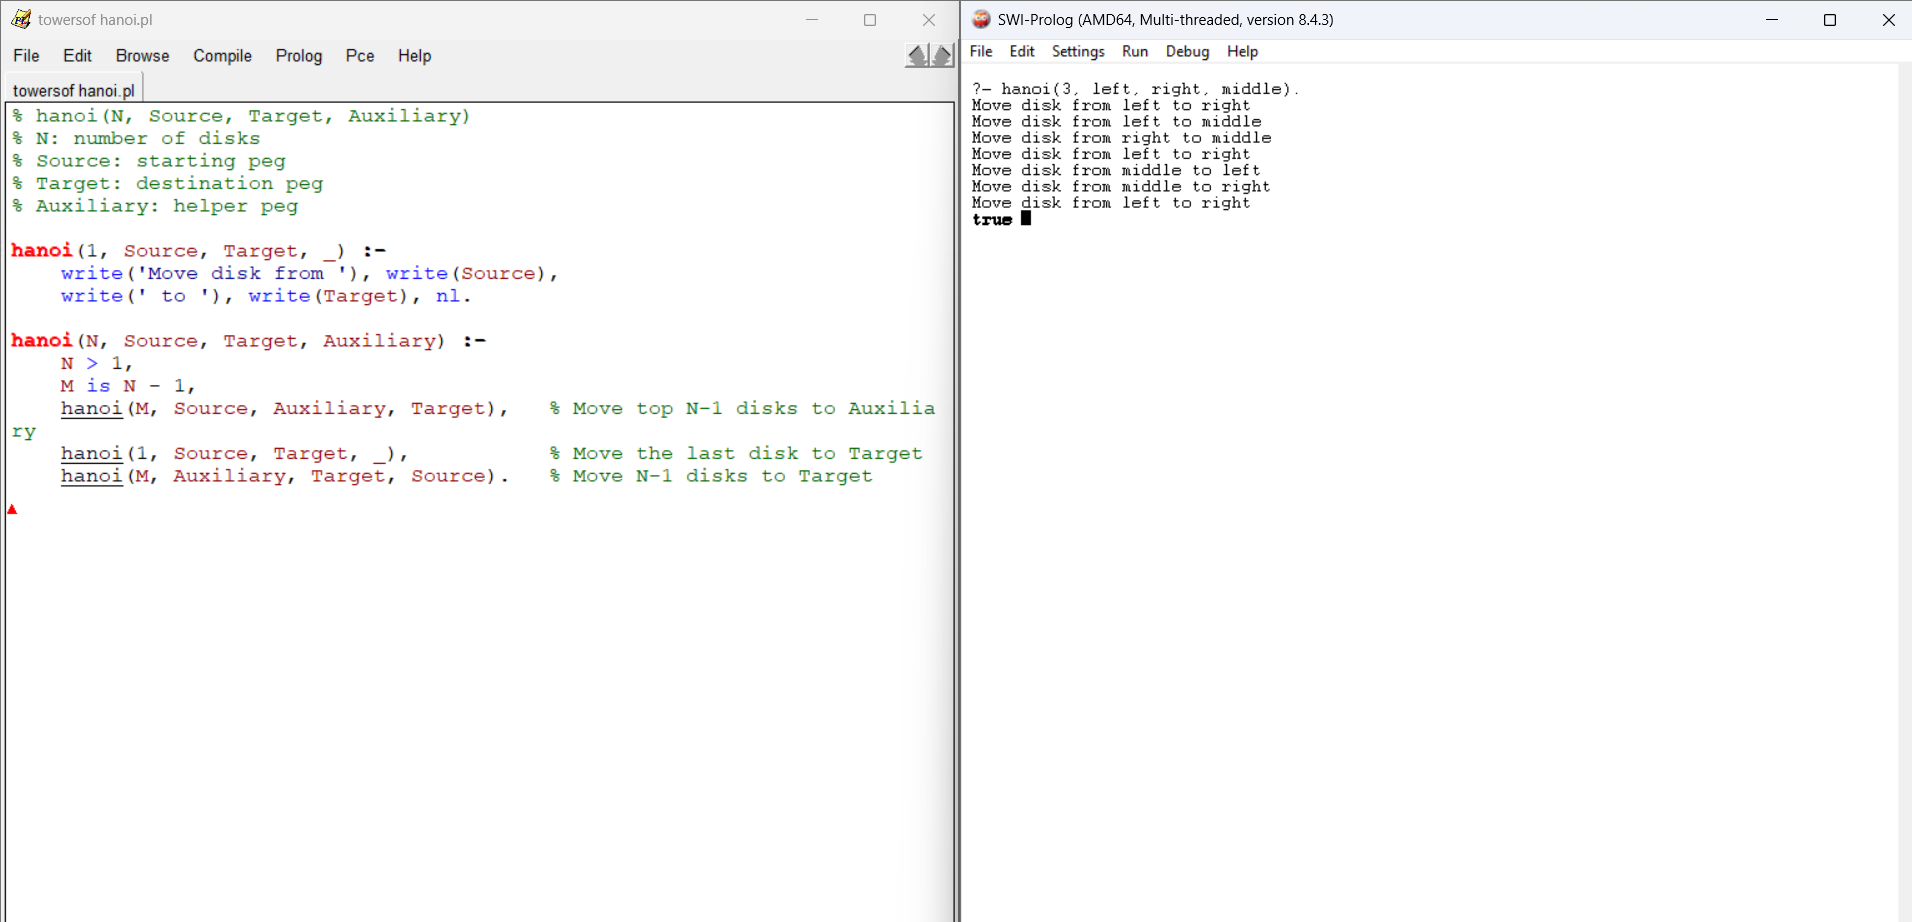 towersof hanoi.pl
File Edit Browse Compile Prolog Pce Help
towersof hanoi.pl
% hanoi(N, Source, Target, Auxiliary)
% N: number of disks
% Source: starting peg
% Target: destination peg
% Auxiliary: helper peg
hanoi(1, Source, Target, _) :-
    write('Move disk from '), write(Source),
    write(' to '), write(Target), nl.
hanoi(N, Source, Target, Auxiliary) :-
    N > 1,
    M is N - 1,
    hanoi(M, Source, Auxiliary, Target),   % Move top N-1 disks to Auxilia
ry
    hanoi(1, Source, Target, _),           % Move the last disk to Target
    hanoi(M, Auxiliary, Target, Source).   % Move N-1 disks to Target
SWI-Prolog (AMD64, Multi-threaded, version 8.4.3)
File Edit Settings Run Debug Help
?- hanoi(3, left, right, middle).
Move disk from left to right
Move disk from left to middle
Move disk from right to middle
Move disk from left to right
Move disk from middle to left
Move disk from middle to right
Move disk from left to right
true